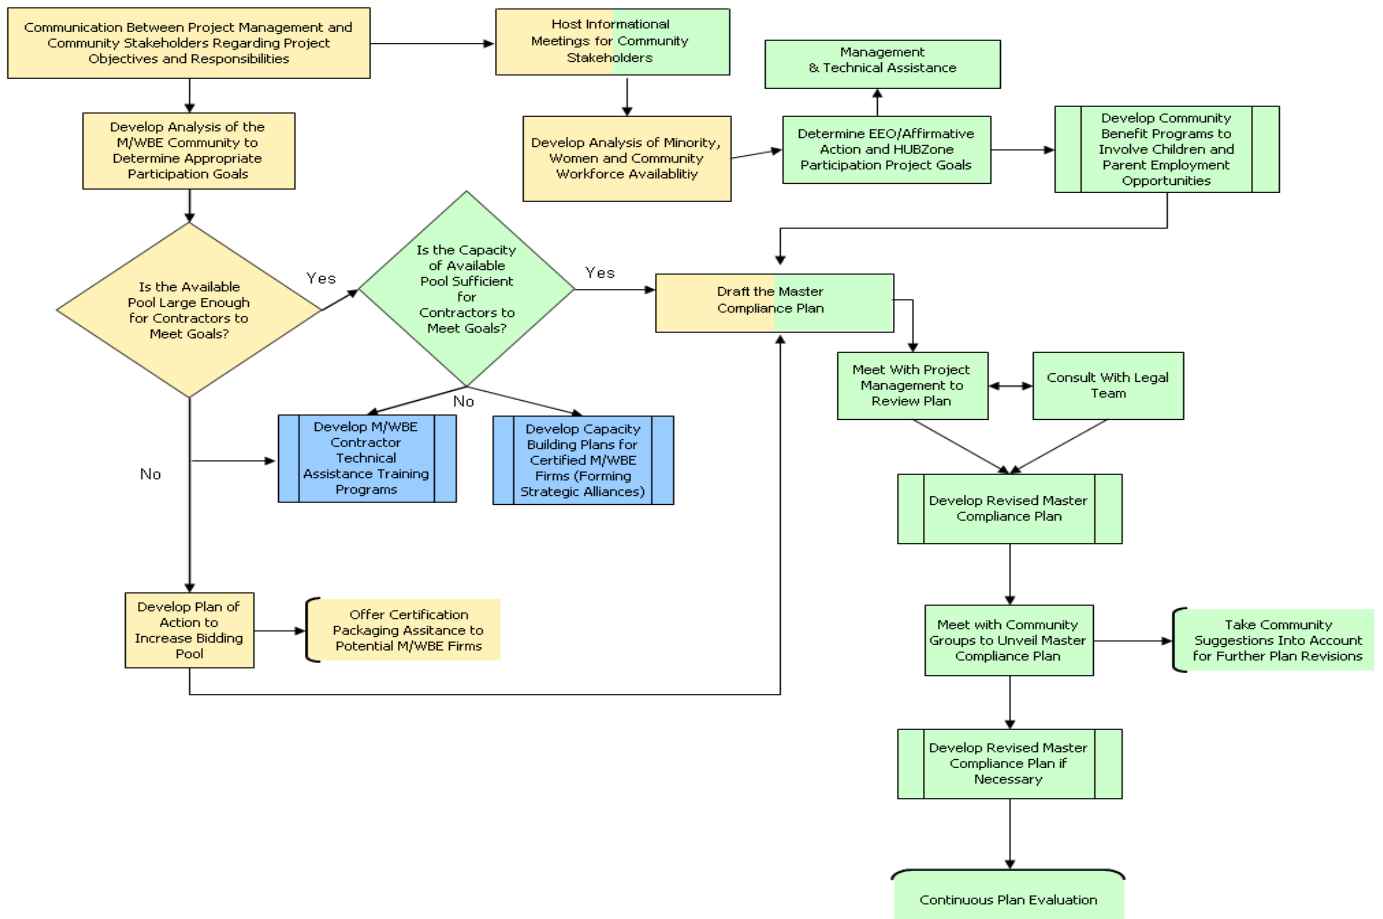 Communication Between Project Management and
Community Stakeholders Regarding Project
Objectives and Responsibilities
Host Informational
Meetings for Community
Stakeholders
Management
& Technical Assistance
Develop Analysis of the
M/WBE Community to
Determine Appropriate
Participation Goals
Develop Analysis of Minority,
Women and Community
Workforce Availablitiy
Determine EEO/Affirmative
Action and HUBZone
Participation Project Goals
Develop Community
Benefit Programs to
Involve Children and
Parent Employment
Opportunities
Is the Available
Pool Large Enough
for Contractors to
Meet Goals?
Yes
Is the Capacity
of Available
Pool Sufficient
for
Contractors to
Meet Goals?
Yes
Draft the Master
Compliance Plan
Meet With Project
Management to
Review Plan
Consult With Legal
Team
No
No
Develop M/WBE
Contractor
Technical
Assistance Training
Programs
Develop Capacity
Building Plans for
Certified M/WBE
Firms (Forming
Strategic Alliances)
Develop Revised Master
Compliance Plan
Develop Plan of
Action to
Increase Bidding
Pool
Offer Certification
Packaging Assitance to
Potential M/WBE Firms
Meet with Community
Groups to Unveil Master
Compliance Plan
Take Community
Suggestions Into Account
for Further Plan Revisions
Develop Revised Master
Compliance Plan if
Necessary
Continuous Plan Evaluation